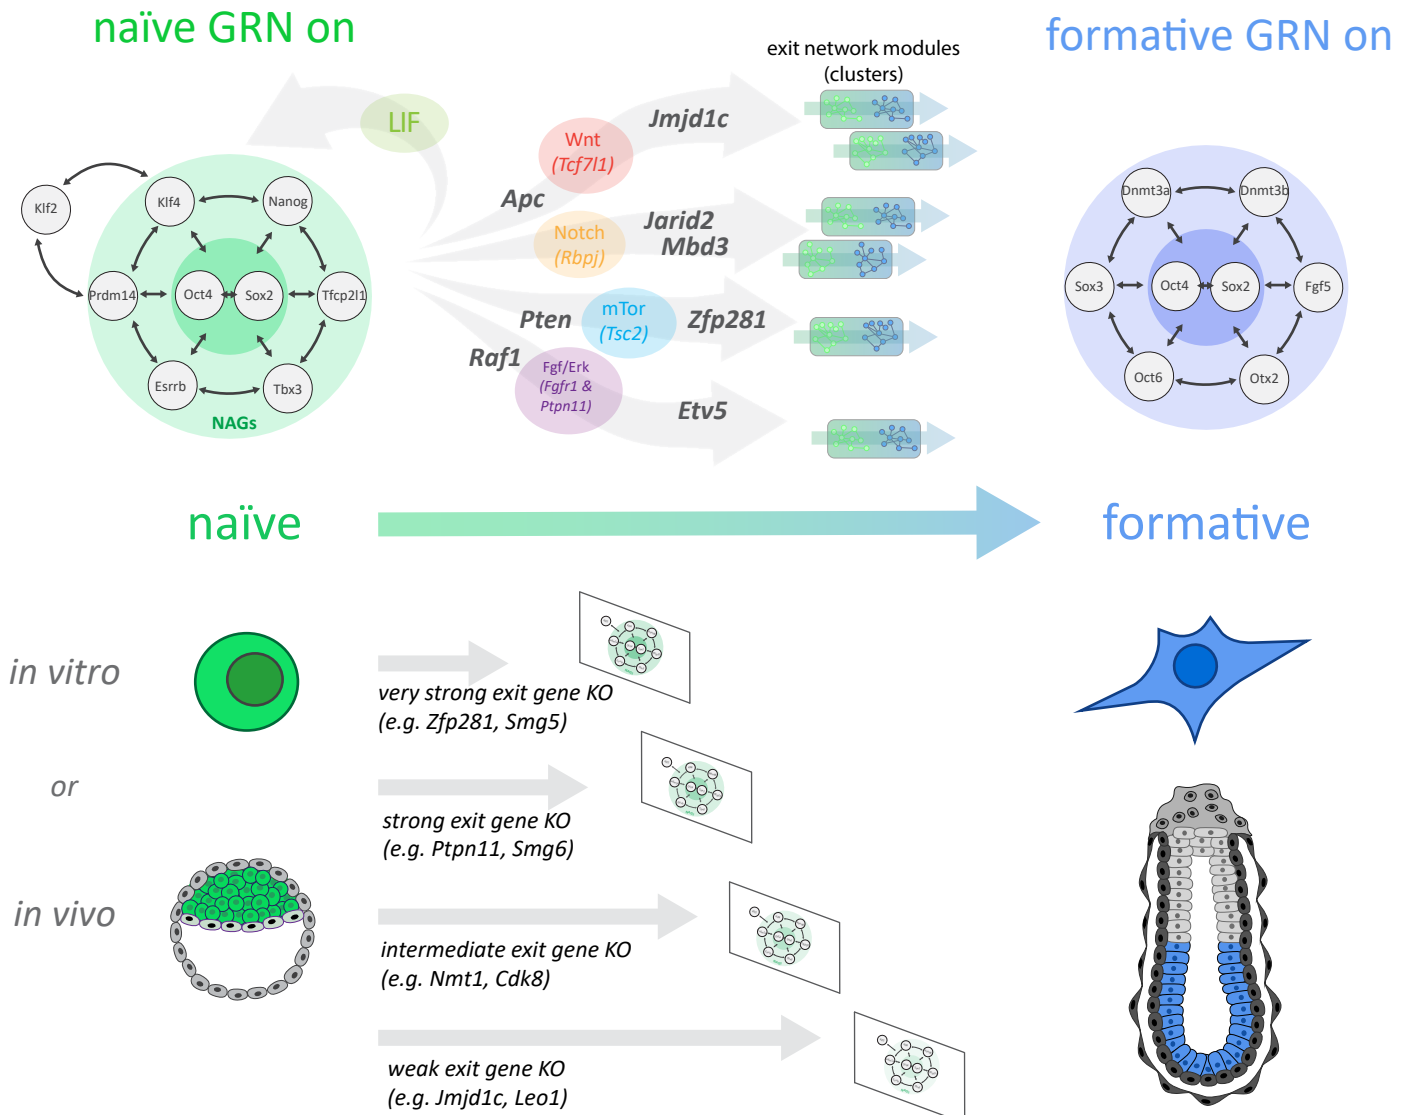 naïve GRN on
formative GRN on
exit network modules
(clusters)
LIF
Jmjd1c
Wnt
(Tcf7l1)
Apc
Klf2
Klf4
Nanog
Prdm14
Oct4
Sox2
Tfcp2l1
Esrrb
Tbx3
NAGs
Jarid2
Mbd3
Notch
(Rbpj)
Pten
mTor
(Tsc2)
Zfp281
Raf1
Fgf/Erk
(Fgfr1 &
Ptpn11)
Etv5
Dnmt3a
Dnmt3b
Sox3
Oct4
Sox2
Fgf5
Oct6
Otx2
naïve
formative
in vitro
very strong exit gene KO
(e.g. Zfp281, Smg5)
or
strong exit gene KO
(e.g. Ptpn11, Smg6)
in vivo
intermediate exit gene KO
(e.g. Nmt1, Cdk8)
weak exit gene KO
(e.g. Jmjd1c, Leo1)